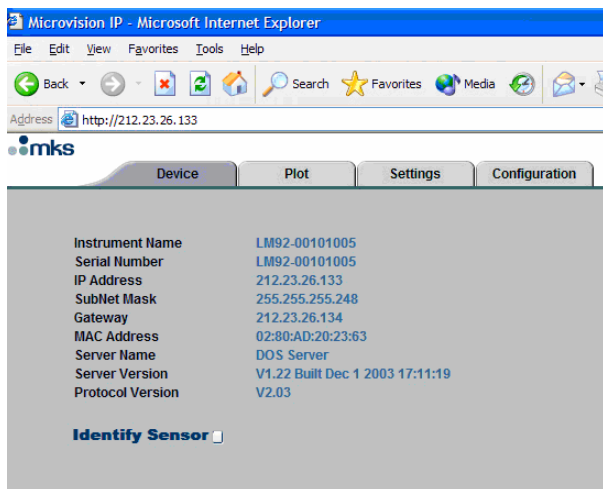 Microvision IP - Microsoft Internet Explorer
File Edit View Favorites Tools Help
Back Search Favorites Media
Address http://212.23.26.133
mks
Device Plot Settings Configuration
Instrument Name LM92-00101005
Serial Number LM92-00101005
IP Address 212.23.26.133
SubNet Mask 255.255.255.248
Gateway 212.23.26.134
MAC Address 02:80:AD:20:23:63
Server Name DOS Server
Server Version V1.22 Built Dec 1 2003 17:11:19
Protocol Version V2.03
Identify Sensor